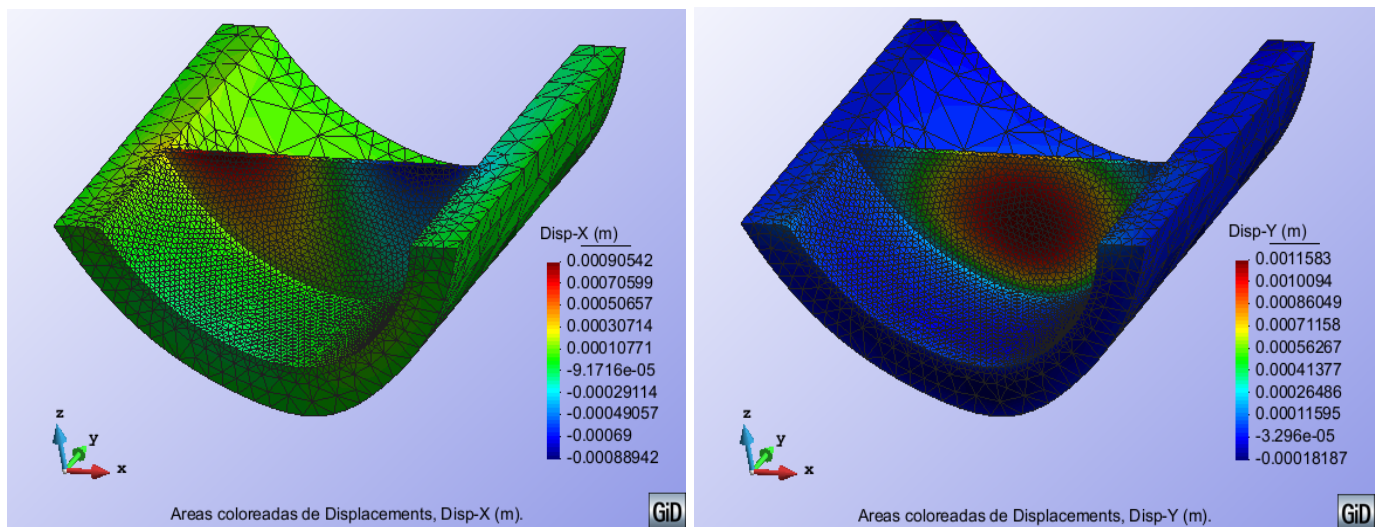 Disp-X (m)
0.00090542
0.00070599
0.00050657
0.00030714
0.00010771
-9.1716e-05
-0.00029114
-0.00049057
-0.00069
-0.00088942
z
y
x
Areas coloreadas de Displacements, Disp-X (m).
GiD
Disp-Y (m)
0.0011583
0.0010094
0.00086049
0.00071158
0.00056267
0.00041377
0.00026486
0.00011595
-3.296e-05
-0.00018187
z
y
x
Areas coloreadas de Displacements, Disp-Y (m).
GiD